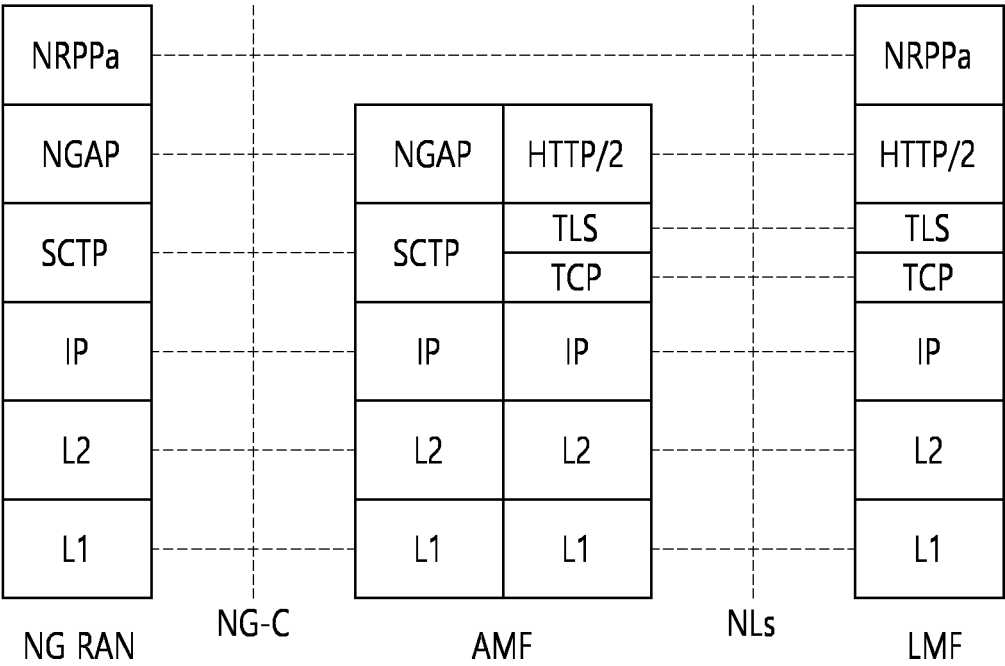 NRPPa
NRPPa
NGAP
NGAP
HTTP/2
HTTP/2
SCTP
SCTP
TLS
TLS
TCP
TCP
IP
IP
IP
IP
L2
L2
L2
L2
L1
L1
L1
L1
NG-C
NLs
NG RAN
AMF
LMF